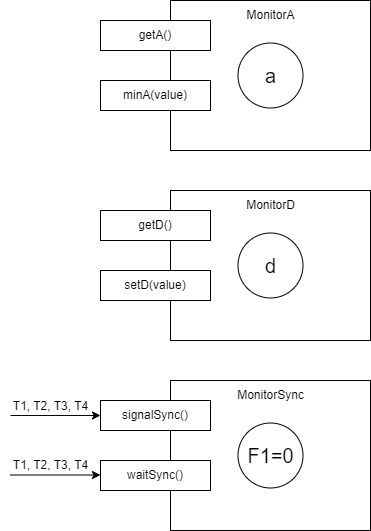 MonitorA
getA()
a
minA(value)
MonitorD
getD()
d
setD(value)
MonitorSync
T1, T2, T3, T4
signalSync()
F1=0
T1, T2, T3, T4
waitSync()